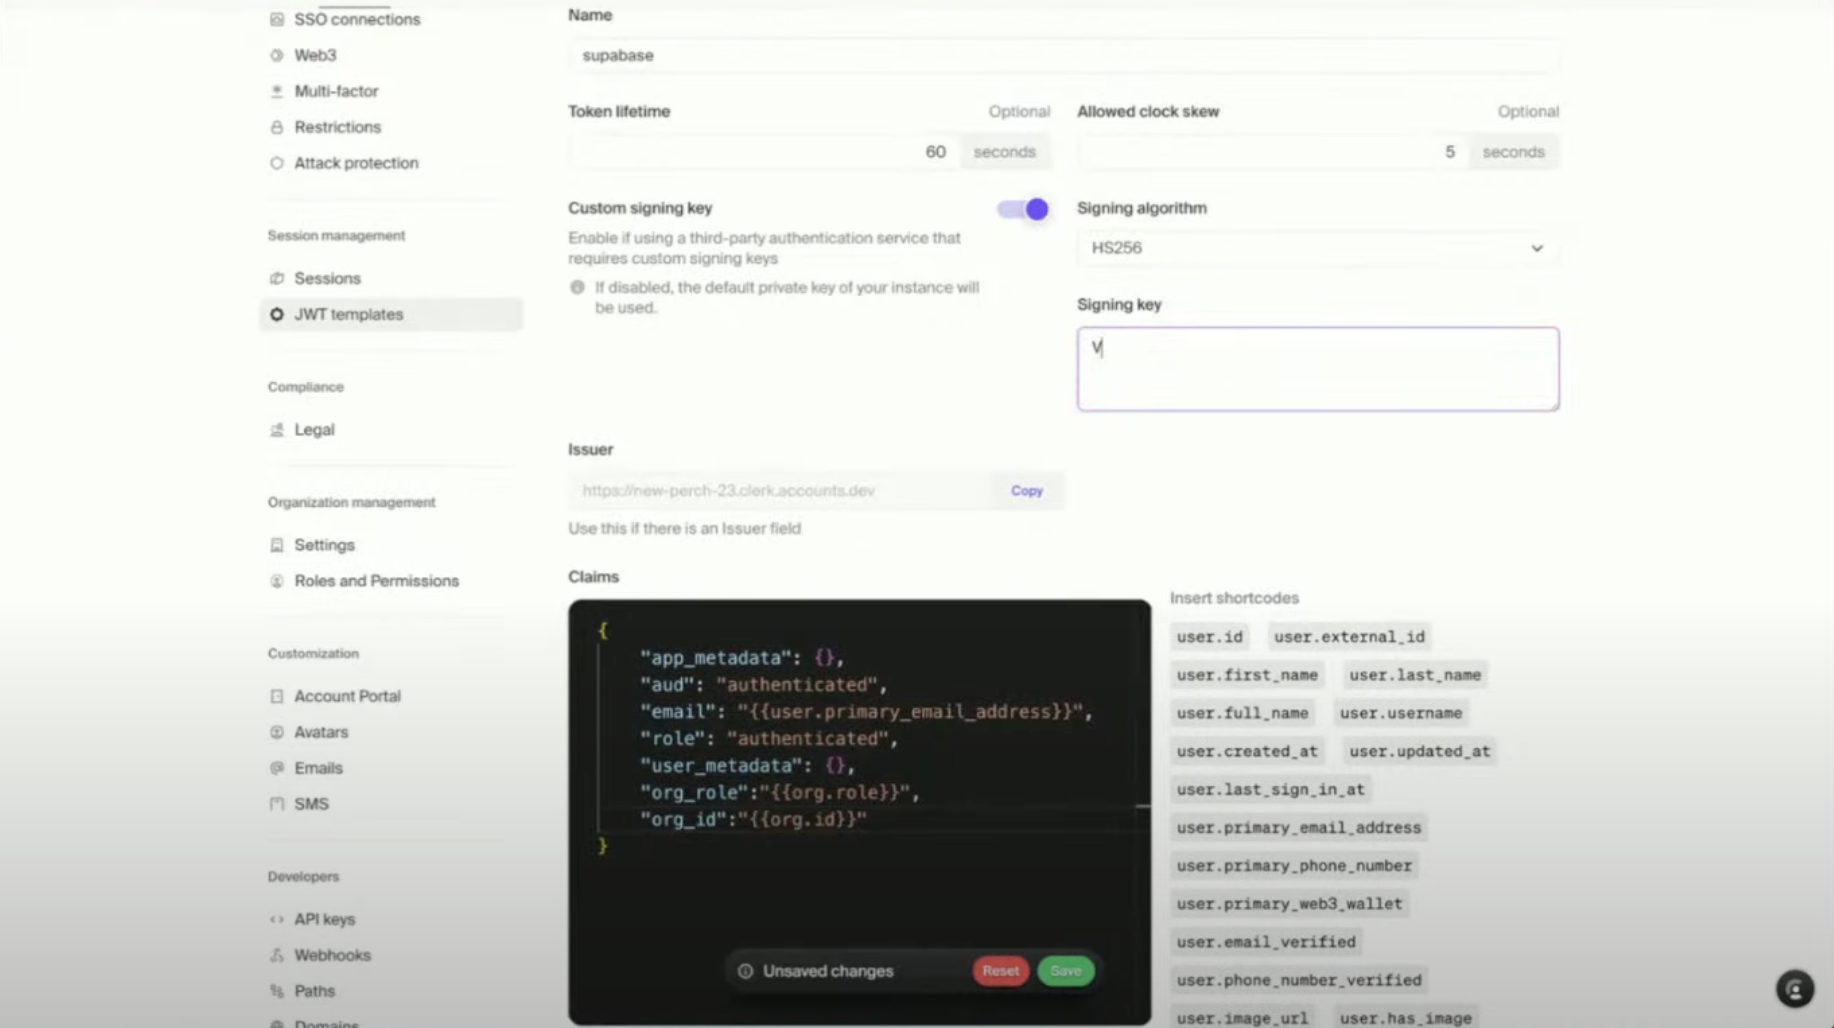 SSO connections
Web3
Multi-factor
Restrictions
Attack protection
Session management
Sessions
JWT templates
Compliance
Legal
Organization management
Settings
Roles and Permissions
Customization
Account Portal
Avatars
Emails
SMS
Developers
API keys
Webhooks
Paths
Domains
Name
supabase
Token lifetime Optional
60 seconds
Allowed clock skew Optional
5 seconds
Custom signing key
Enable if using a third-party authentication service that
requires custom signing keys
If disabled, the default private key of your instance will
be used.
Signing algorithm
HS256
Signing key
V
Issuer
https://new-perch-23.clerk.accounts.dev Copy
Use this if there is an Issuer field
Claims
{
"app_metadata": {},
"aud": "authenticated",
"email": "{{user.primary_email_address}}",
"role": "authenticated",
"user_metadata": {},
"org_role":"{{org.role}}",
"org_id":"{{org.id}}"
}
Unsaved changes Reset Save
Insert shortcodes
user.id user.external_id
user.first_name user.last_name
user.full_name user.username
user.created_at user.updated_at
user.last_sign_in_at
user.primary_email_address
user.primary_phone_number
user.primary_web3_wallet
user.email_verified
user.phone_number_verified
user.image_url user.has_image